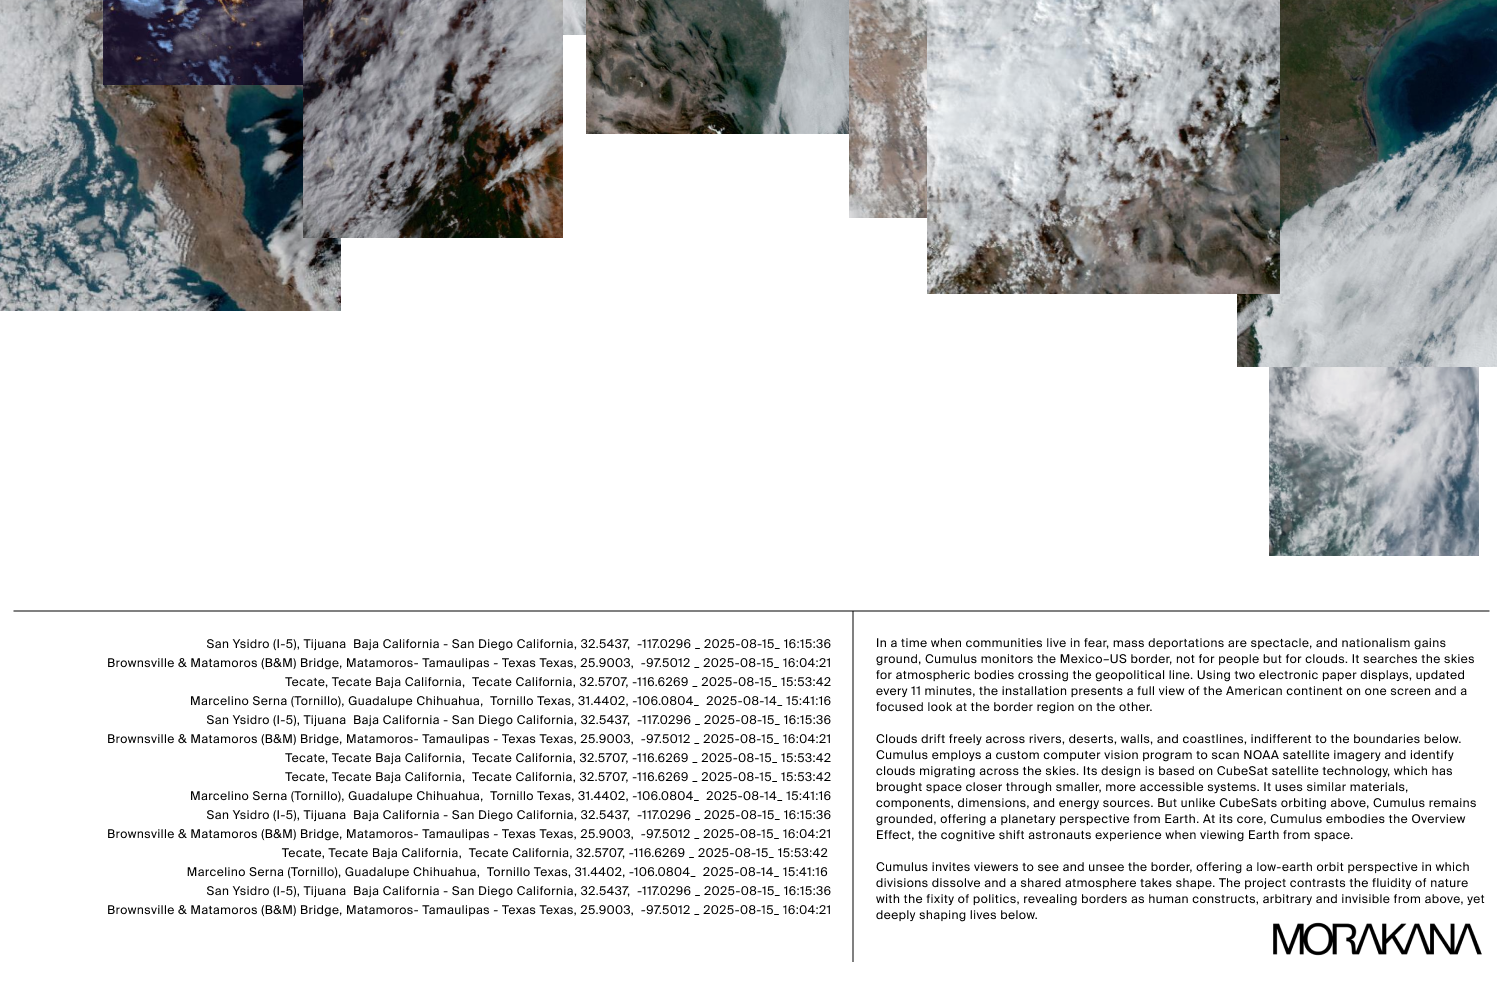 San Ysidro (I-5), Tijuana  Baja California - San Diego California, 32.5437,  -117.0296 _ 2025-08-15_ 16:15:36
Brownsville & Matamoros (B&M) Bridge, Matamoros- Tamaulipas - Texas Texas, 25.9003,  -97.5012 _ 2025-08-15_ 16:04:21
Tecate, Tecate Baja California,  Tecate California, 32.5707, -116.6269 _ 2025-08-15_ 15:53:42
Marcelino Serna (Tornillo), Guadalupe Chihuahua,  Tornillo Texas, 31.4402, -106.0804_  2025-08-14_ 15:41:16
San Ysidro (I-5), Tijuana  Baja California - San Diego California, 32.5437,  -117.0296 _ 2025-08-15_ 16:15:36
Brownsville & Matamoros (B&M) Bridge, Matamoros- Tamaulipas - Texas Texas, 25.9003,  -97.5012 _ 2025-08-15_ 16:04:21
Tecate, Tecate Baja California,  Tecate California, 32.5707, -116.6269 _ 2025-08-15_ 15:53:42
Tecate, Tecate Baja California,  Tecate California, 32.5707, -116.6269 _ 2025-08-15_ 15:53:42
Marcelino Serna (Tornillo), Guadalupe Chihuahua,  Tornillo Texas, 31.4402, -106.0804_  2025-08-14_ 15:41:16
San Ysidro (I-5), Tijuana  Baja California - San Diego California, 32.5437,  -117.0296 _ 2025-08-15_ 16:15:36
Brownsville & Matamoros (B&M) Bridge, Matamoros- Tamaulipas - Texas Texas, 25.9003,  -97.5012 _ 2025-08-15_ 16:04:21
Tecate, Tecate Baja California,  Tecate California, 32.5707, -116.6269 _ 2025-08-15_ 15:53:42
Marcelino Serna (Tornillo), Guadalupe Chihuahua,  Tornillo Texas, 31.4402, -106.0804_  2025-08-14_ 15:41:16
San Ysidro (I-5), Tijuana  Baja California - San Diego California, 32.5437,  -117.0296 _ 2025-08-15_ 16:15:36
Brownsville & Matamoros (B&M) Bridge, Matamoros- Tamaulipas - Texas Texas, 25.9003,  -97.5012 _ 2025-08-15_ 16:04:21
In a time when communities live in fear, mass deportations are spectacle, and nationalism gains
ground, Cumulus monitors the Mexico–US border, not for people but for clouds. It searches the skies
for atmospheric bodies crossing the geopolitical line. Using two electronic paper displays, updated
every 11 minutes, the installation presents a full view of the American continent on one screen and a
focused look at the border region on the other.
Clouds drift freely across rivers, deserts, walls, and coastlines, indifferent to the boundaries below.
Cumulus employs a custom computer vision program to scan NOAA satellite imagery and identify
clouds migrating across the skies. Its design is based on CubeSat satellite technology, which has
brought space closer through smaller, more accessible systems. It uses similar materials,
components, dimensions, and energy sources. But unlike CubeSats orbiting above, Cumulus remains
grounded, offering a planetary perspective from Earth. At its core, Cumulus embodies the Overview
Effect, the cognitive shift astronauts experience when viewing Earth from space.
Cumulus invites viewers to see and unsee the border, offering a low-earth orbit perspective in which
divisions dissolve and a shared atmosphere takes shape. The project contrasts the fluidity of nature
with the fixity of politics, revealing borders as human constructs, arbitrary and invisible from above, yet
deeply shaping lives below.
MORAKANA